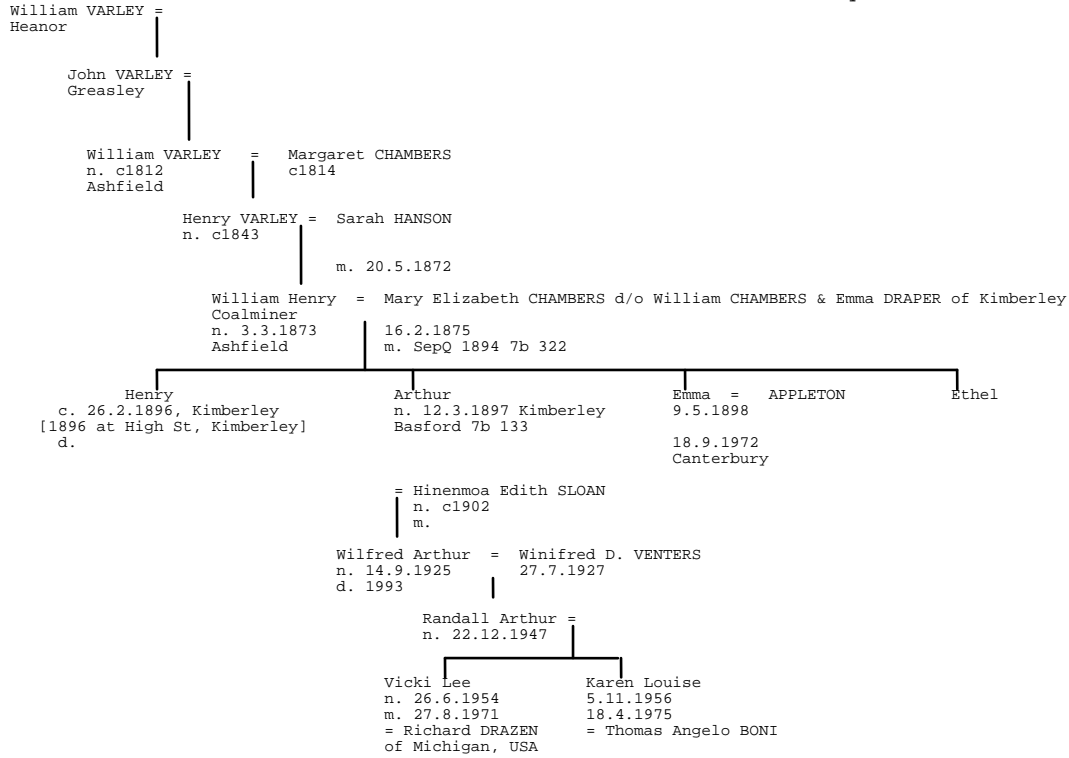 William VARLEY =
Heanor
John VARLEY =
Greasley
William VARLEY = Margaret CHAMBERS
n. c1812 c1814
Ashfield
Henry VARLEY = Sarah HANSON
n. c1843
m. 20.5.1872
William Henry = Mary Elizabeth CHAMBERS d/o William CHAMBERS & Emma DRAPER of Kimberley
Coalminer
n. 3.3.1873 16.2.1875
Ashfield m. SepQ 1894 7b 322
Henry Arthur Emma = APPLETON Ethel
c. 26.2.1896, Kimberley n. 12.3.1897 Kimberley 9.5.1898
[1896 at High St, Kimberley] Basford 7b 133
d. 18.9.1972
Canterbury
= Hinenmoa Edith SLOAN
n. c1902
m.
Wilfred Arthur = Winifred D. VENTERS
n. 14.9.1925 27.7.1927
d. 1993
Randall Arthur =
n. 22.12.1947
Vicki Lee Karen Louise
n. 26.6.1954 5.11.1956
m. 27.8.1971 18.4.1975
= Richard DRAZEN = Thomas Angelo BONI
of Michigan, USA